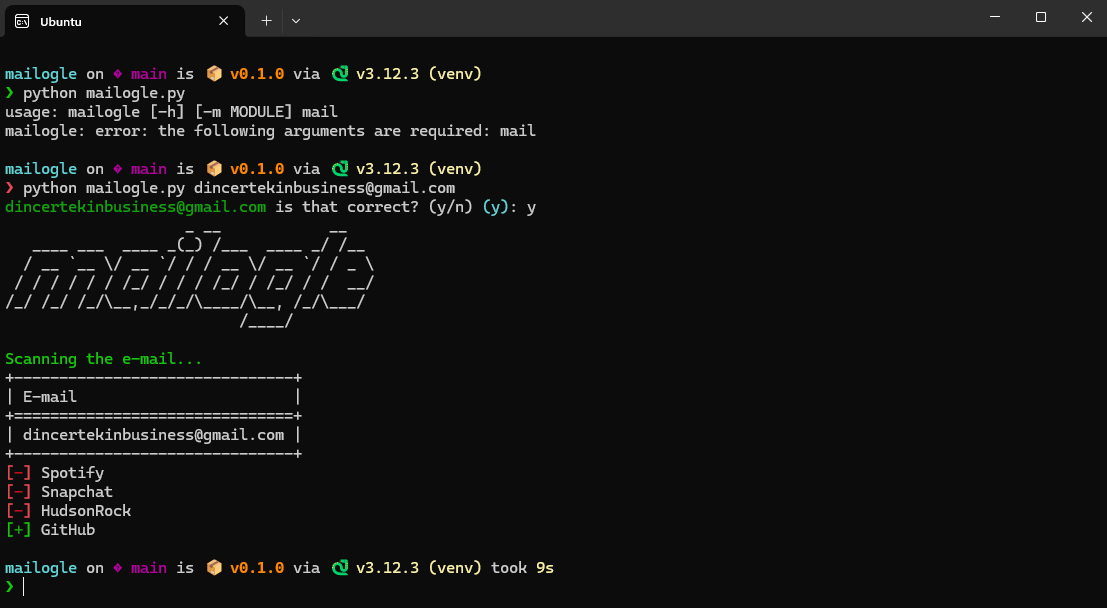 Ubuntu
mailogle on main is 📦 v0.1.0 via v3.12.3 (venv)
❯ python mailogle.py
usage: mailogle [-h] [-m MODULE] mail
mailogle: error: the following arguments are required: mail
mailogle on main is 📦 v0.1.0 via v3.12.3 (venv)
❯ python mailogle.py dincertekinbusiness@gmail.com
dincertekinbusiness@gmail.com is that correct? (y/n) (y): y
mailogle
Scanning the e-mail...
+-------------------------------+
| E-mail                        |
+===============================+
| dincertekinbusiness@gmail.com |
+-------------------------------+
[-] Spotify
[-] Snapchat
[-] HudsonRock
[+] GitHub
mailogle on main is 📦 v0.1.0 via v3.12.3 (venv) took 9s
❯